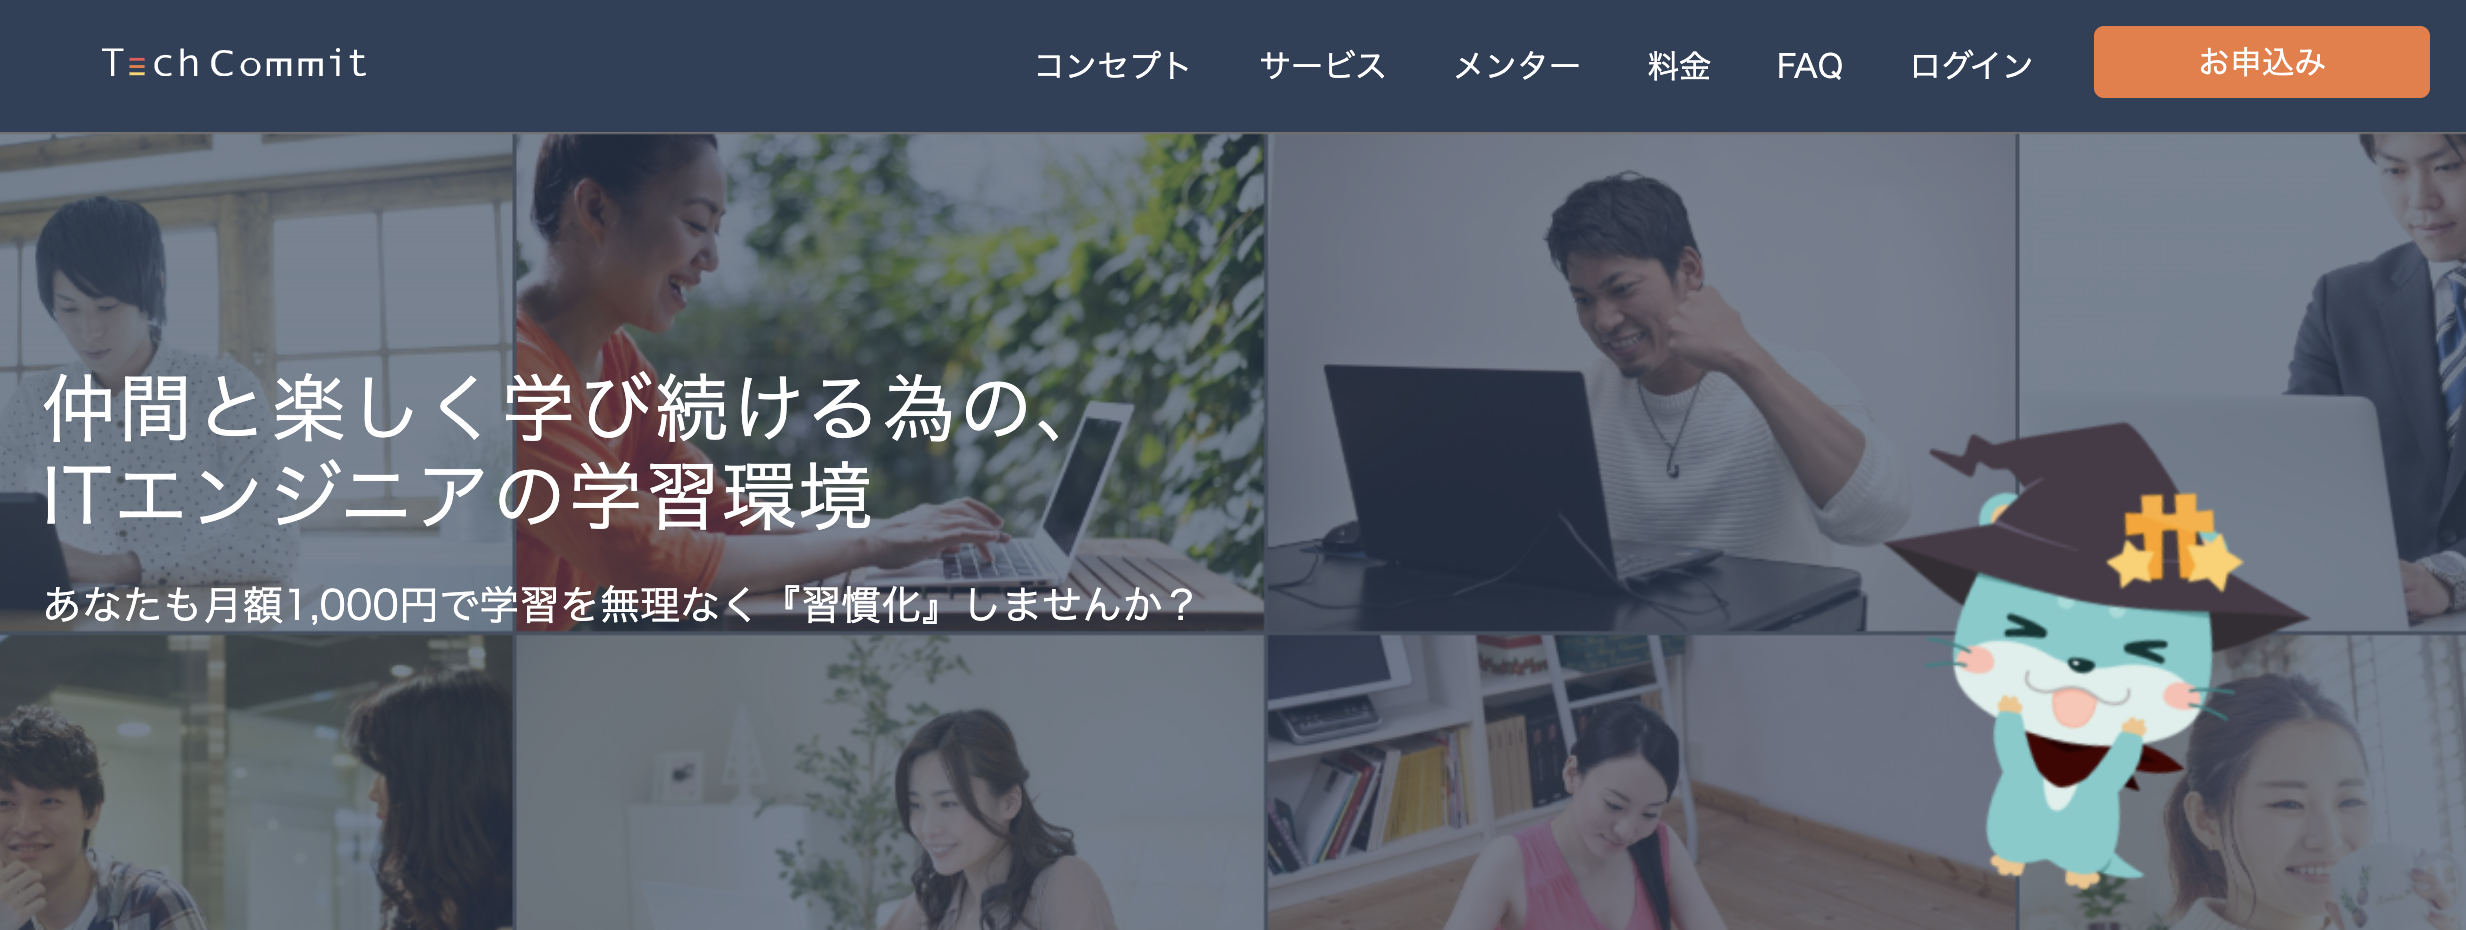 Tech Commit
コンセプト
サービス
メンター
料金
FAQ
ログイン
お申込み
仲間と楽しく学び続ける為の、
ITエンジニアの学習環境
あなたも月額1,000円で学習を無理なく『習慣化』しませんか？